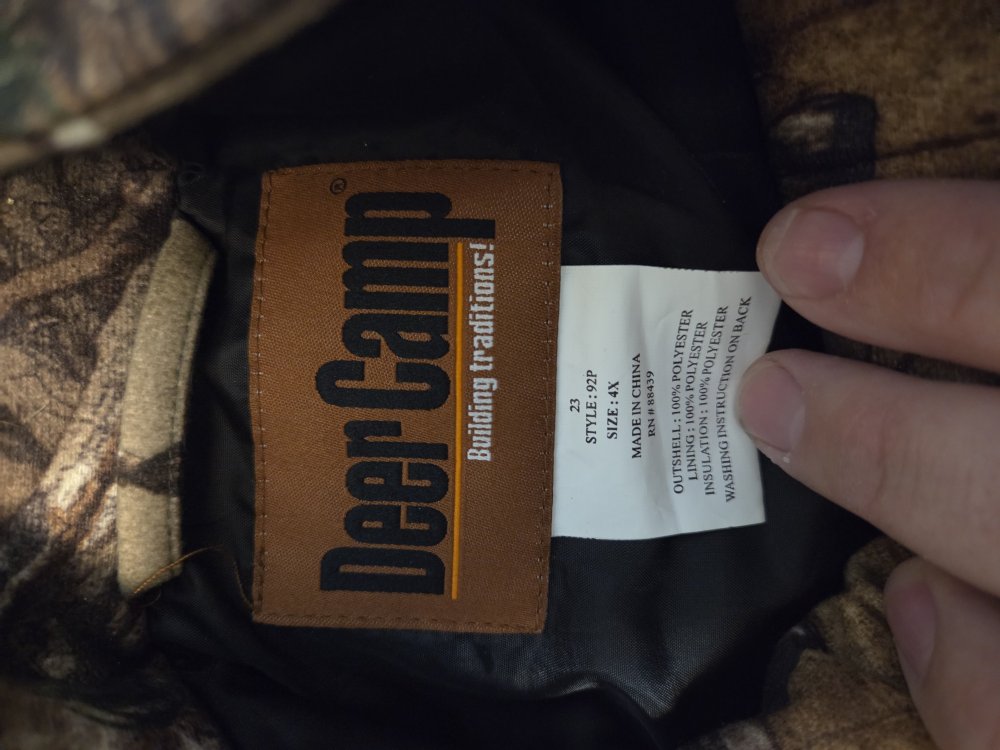 Deer Camp®
Building traditions!
23
STYLE : 92P
SIZE : 4X
MADE IN CHINA
RN # 88439
OUTSHELL : 100% POLYESTER
LINING : 100% POLYESTER
INSULATION : 100% POLYESTER
WASHING INSTRUCTION ON BACK